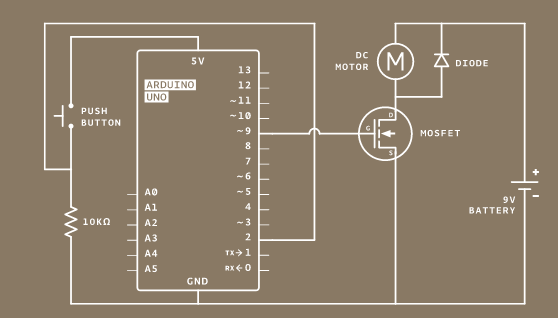 5V
ARDUINO
UNO
13
12
~11
~10
~9
8
7
~6
~5
4
~3
2
TX→1
RX←0
A0
A1
A2
A3
A4
A5
GND
PUSH
BUTTON
10KΩ
DC
MOTOR
M
DIODE
D
G
S
MOSFET
+
9V
BATTERY
-